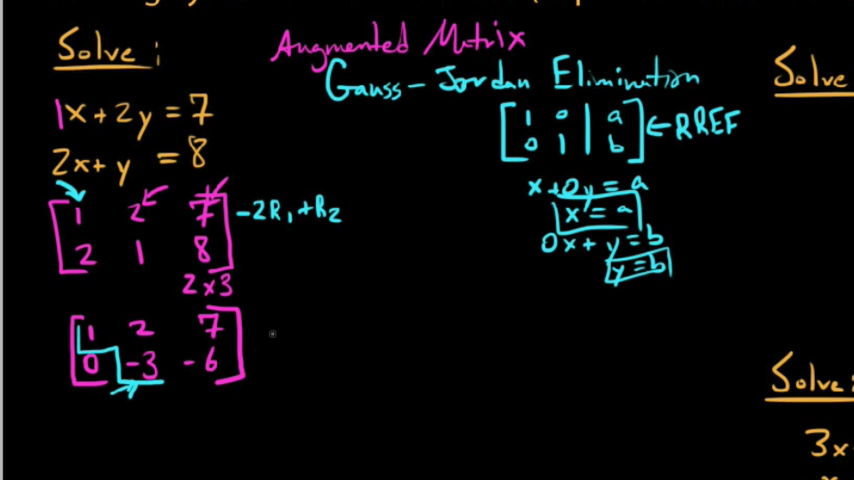 Solve:
Augmented Matrix
Gauss-Jordan Elimination
1x+2y=7
2x+y =8
1 2 7
2 1 8
-2R₁+R₂
2x3
1 2 7
0 -3 -6
1 0 | a
0 1 | b
←RREF
x+0y=a
x=a
0x+y=b
y=b
Solve
Solve:
3x